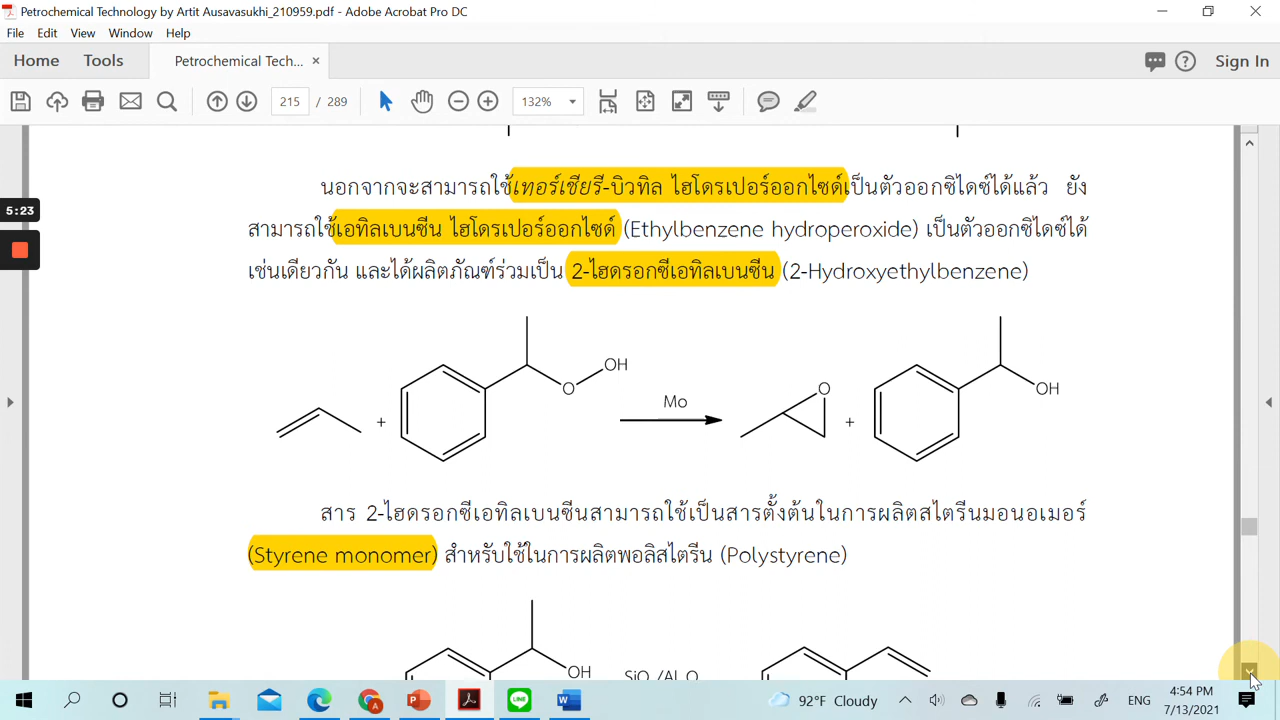 Petrochemical Technology by Artit Ausavasukhi_210959.pdf - Adobe Acrobat Pro DC
File Edit View Window Help
Home Tools Petrochemical Tech... × Sign In
215 / 289 132%
นอกจากจะสามารถใช้เทอร์เชียรี-บิวทิล ไฮโดรเปอร์ออกไซด์เป็นตัวออกซิไดซ์ได้แล้ว ยัง
5:23
สามารถใช้เอทิลเบนซีน ไฮโดรเปอร์ออกไซด์ (Ethylbenzene hydroperoxide) เป็นตัวออกซิไดซ์ได้
เช่นเดียวกัน และได้ผลิตภัณฑ์ร่วมเป็น 2-ไฮดรอกซีเอทิลเบนซีน (2-Hydroxyethylbenzene)
OH
O
Mo
O
OH
+
+
สาร 2-ไฮดรอกซีเอทิลเบนซีนสามารถใช้เป็นสารตั้งต้นในการผลิตสไตรีนมอนอเมอร์
(Styrene monomer) สำหรับใช้ในการผลิตพอลิสไตรีน (Polystyrene)
OH
92°F Cloudy ENG 4:54 PM
7/13/2021